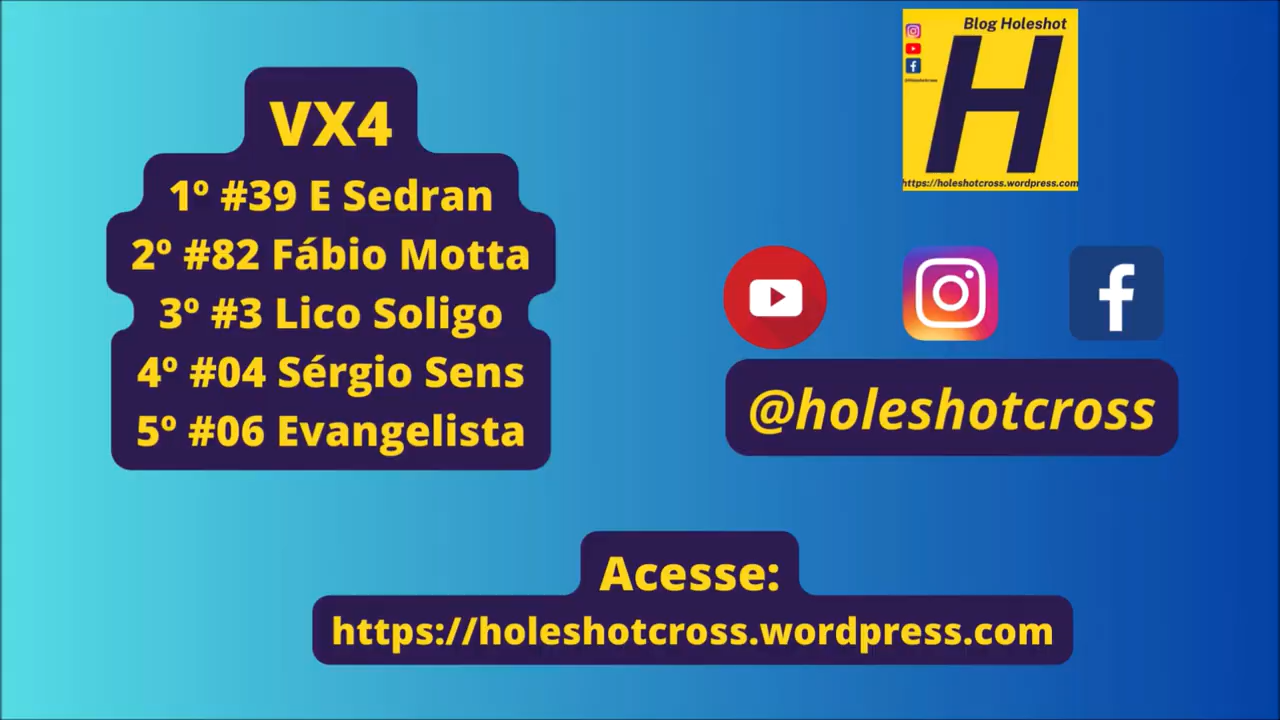 VX4
1º #39 E Sedran
2º #82 Fábio Motta
3º #3 Lico Soligo
4º #04 Sérgio Sens
5º #06 Evangelista
Blog Holeshot
H
@holeshotcross
https://holeshotcross.wordpress.com
@holeshotcross
Acesse:
https://holeshotcross.wordpress.com